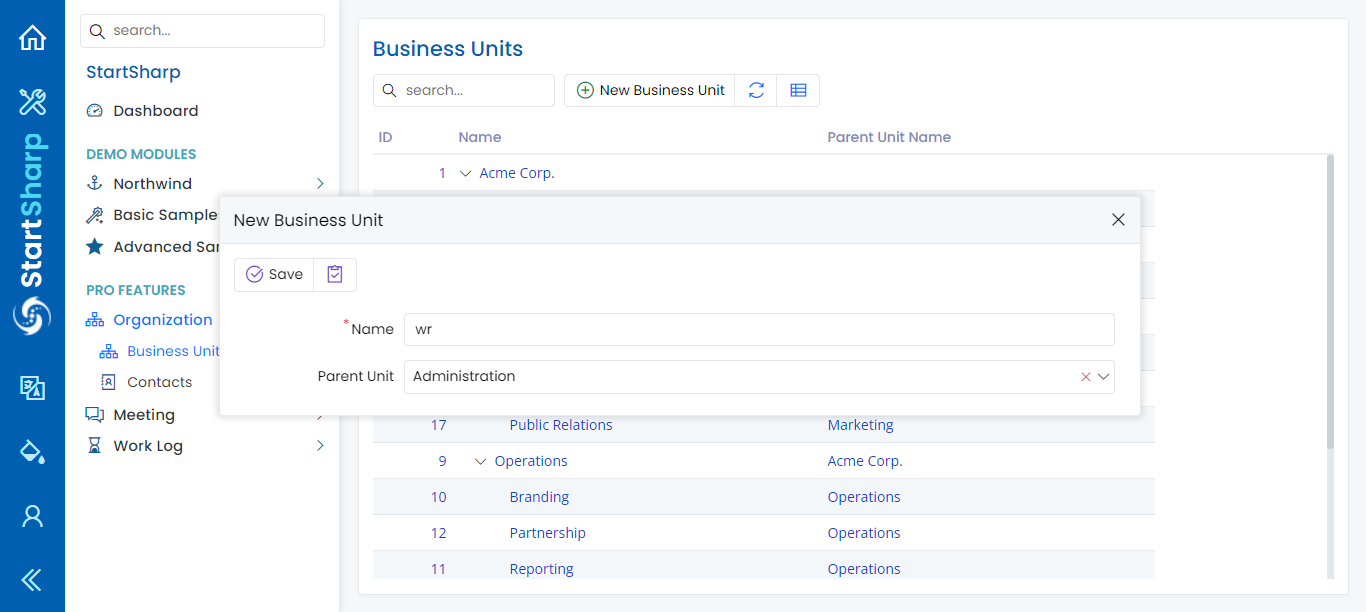 StartSharp
search...
StartSharp
Dashboard
DEMO MODULES
Northwind
Basic Sample
Advanced Sar
PRO FEATURES
Organization
Business Unit
Contacts
Meeting
Work Log
Business Units
search...
New Business Unit
ID Name Parent Unit Name
1 Acme Corp.
New Business Unit
Save
*Name wr
Parent Unit Administration
17 Public Relations Marketing
9 Operations Acme Corp.
10 Branding Operations
12 Partnership Operations
11 Reporting Operations